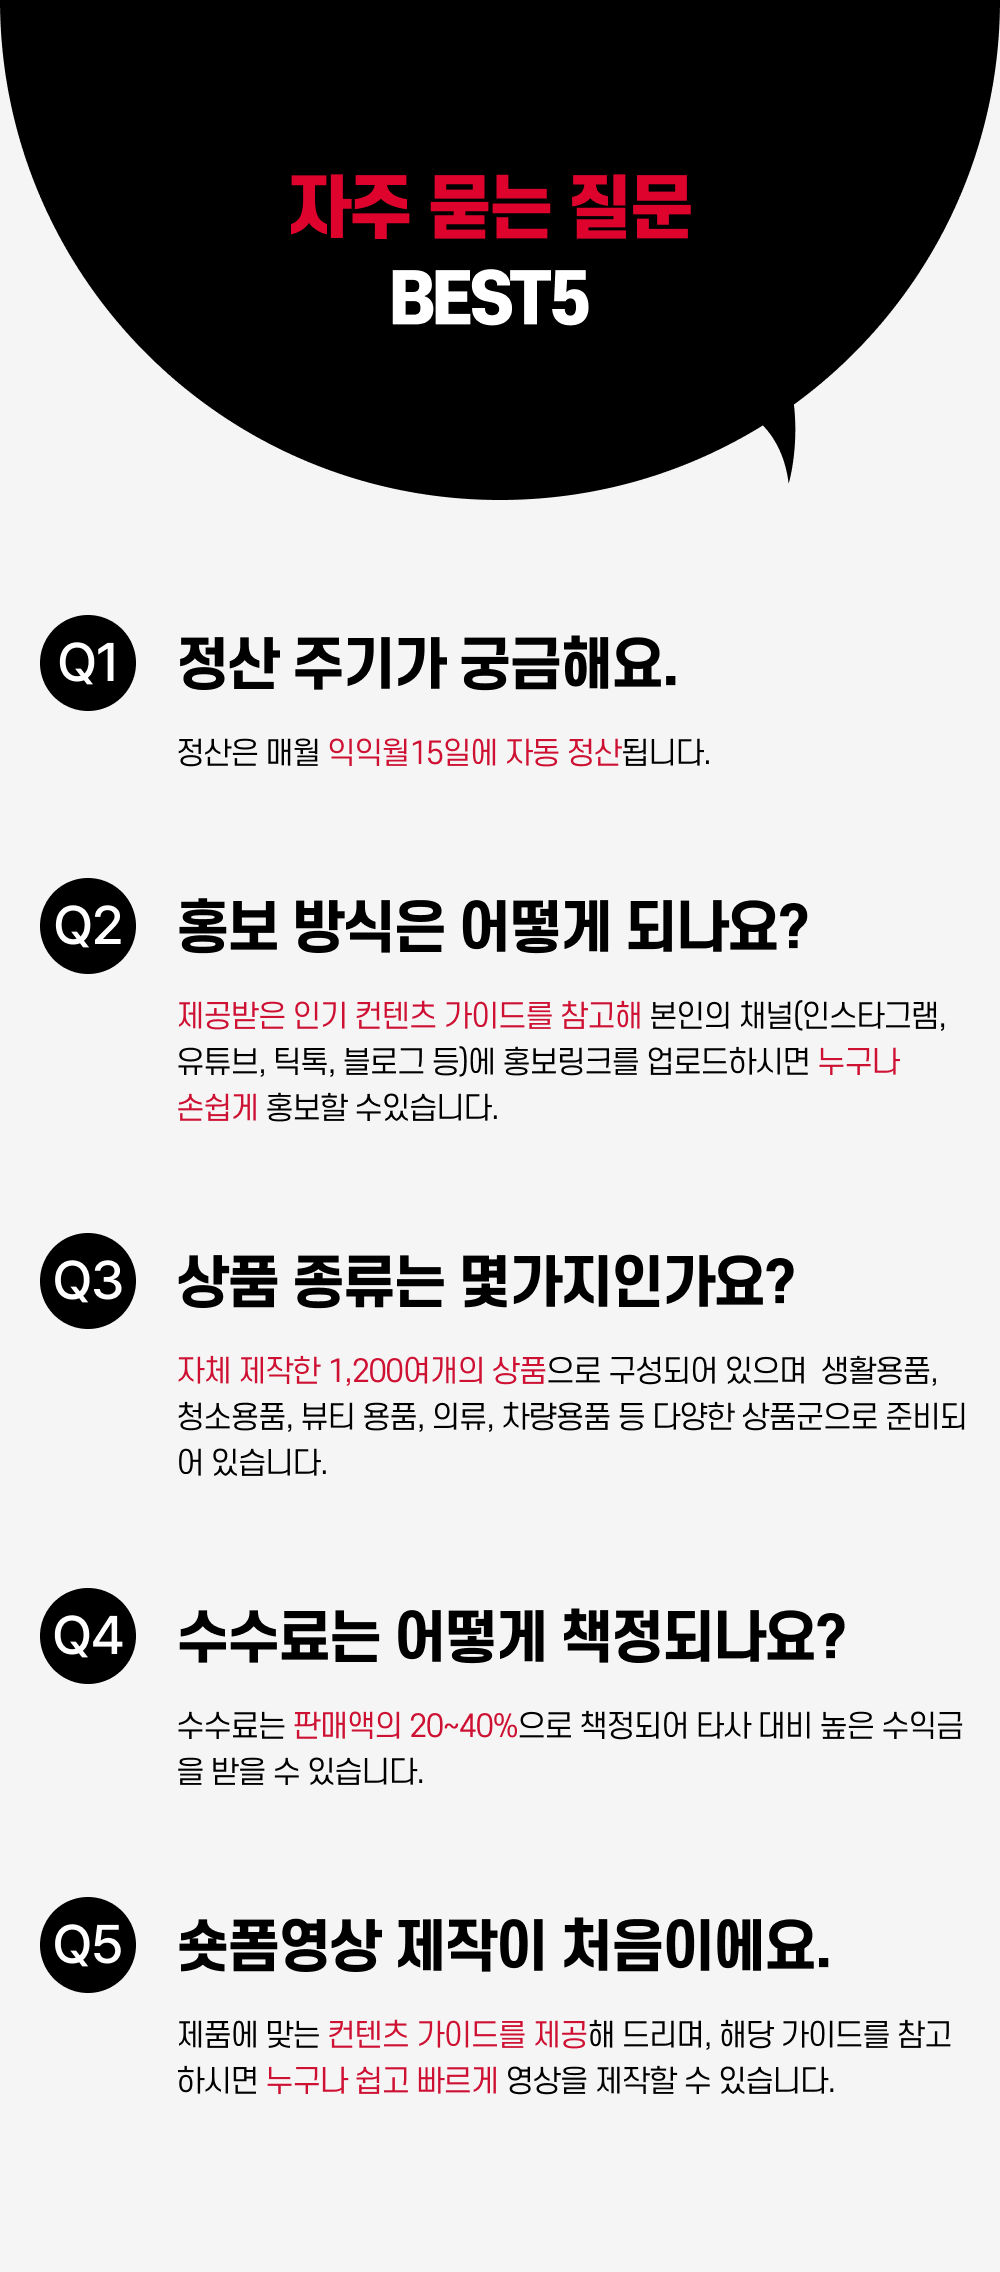 자주 묻는 질문
BEST5
Q1 정산 주기가 궁금해요.
정산은 매월 익익월15일에 자동 정산됩니다.
Q2 홍보 방식은 어떻게 되나요?
제공받은 인기 컨텐츠 가이드를 참고해 본인의 채널(인스타그램,
유튜브, 틱톡, 블로그 등)에 홍보링크를 업로드하시면 누구나
손쉽게 홍보할 수있습니다.
Q3 상품 종류는 몇가지인가요?
자체 제작한 1,200여개의 상품으로 구성되어 있으며  생활용품,
청소용품, 뷰티 용품, 의류, 차량용품 등 다양한 상품군으로 준비되
어 있습니다.
Q4 수수료는 어떻게 책정되나요?
수수료는 판매액의 20~40%으로 책정되어 타사 대비 높은 수익금
을 받을 수 있습니다.
Q5 숏폼영상 제작이 처음이에요.
제품에 맞는 컨텐츠 가이드를 제공해 드리며, 해당 가이드를 참고
하시면 누구나 쉽고 빠르게 영상을 제작할 수 있습니다.